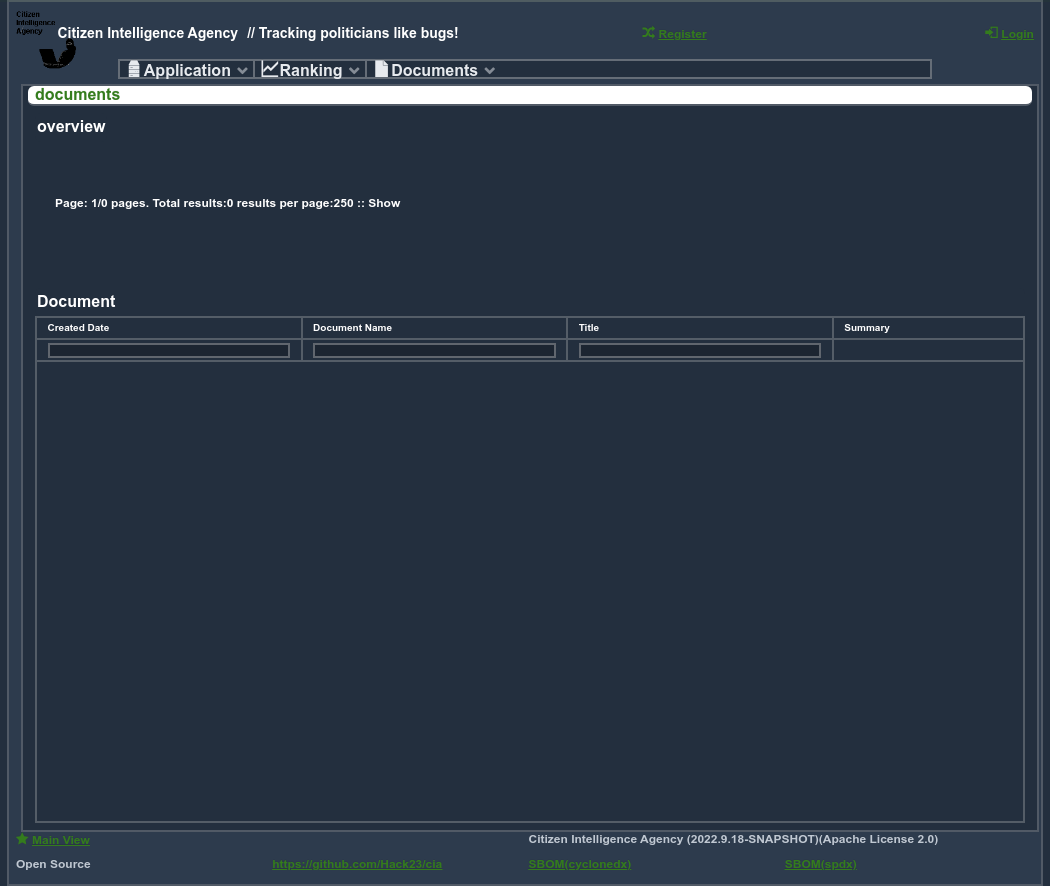 Citizen
Intelligence
Agency
Citizen Intelligence Agency // Tracking politicians like bugs!
Register
Login
Application
Ranking
Documents
documents
overview
Page: 1/0 pages. Total results:0 results per page:250 :: Show
Document
Created Date
Document Name
Title
Summary
Main View
Citizen Intelligence Agency (2022.9.18-SNAPSHOT)(Apache License 2.0)
Open Source
https://github.com/Hack23/cia
SBOM(cyclonedx)
SBOM(spdx)